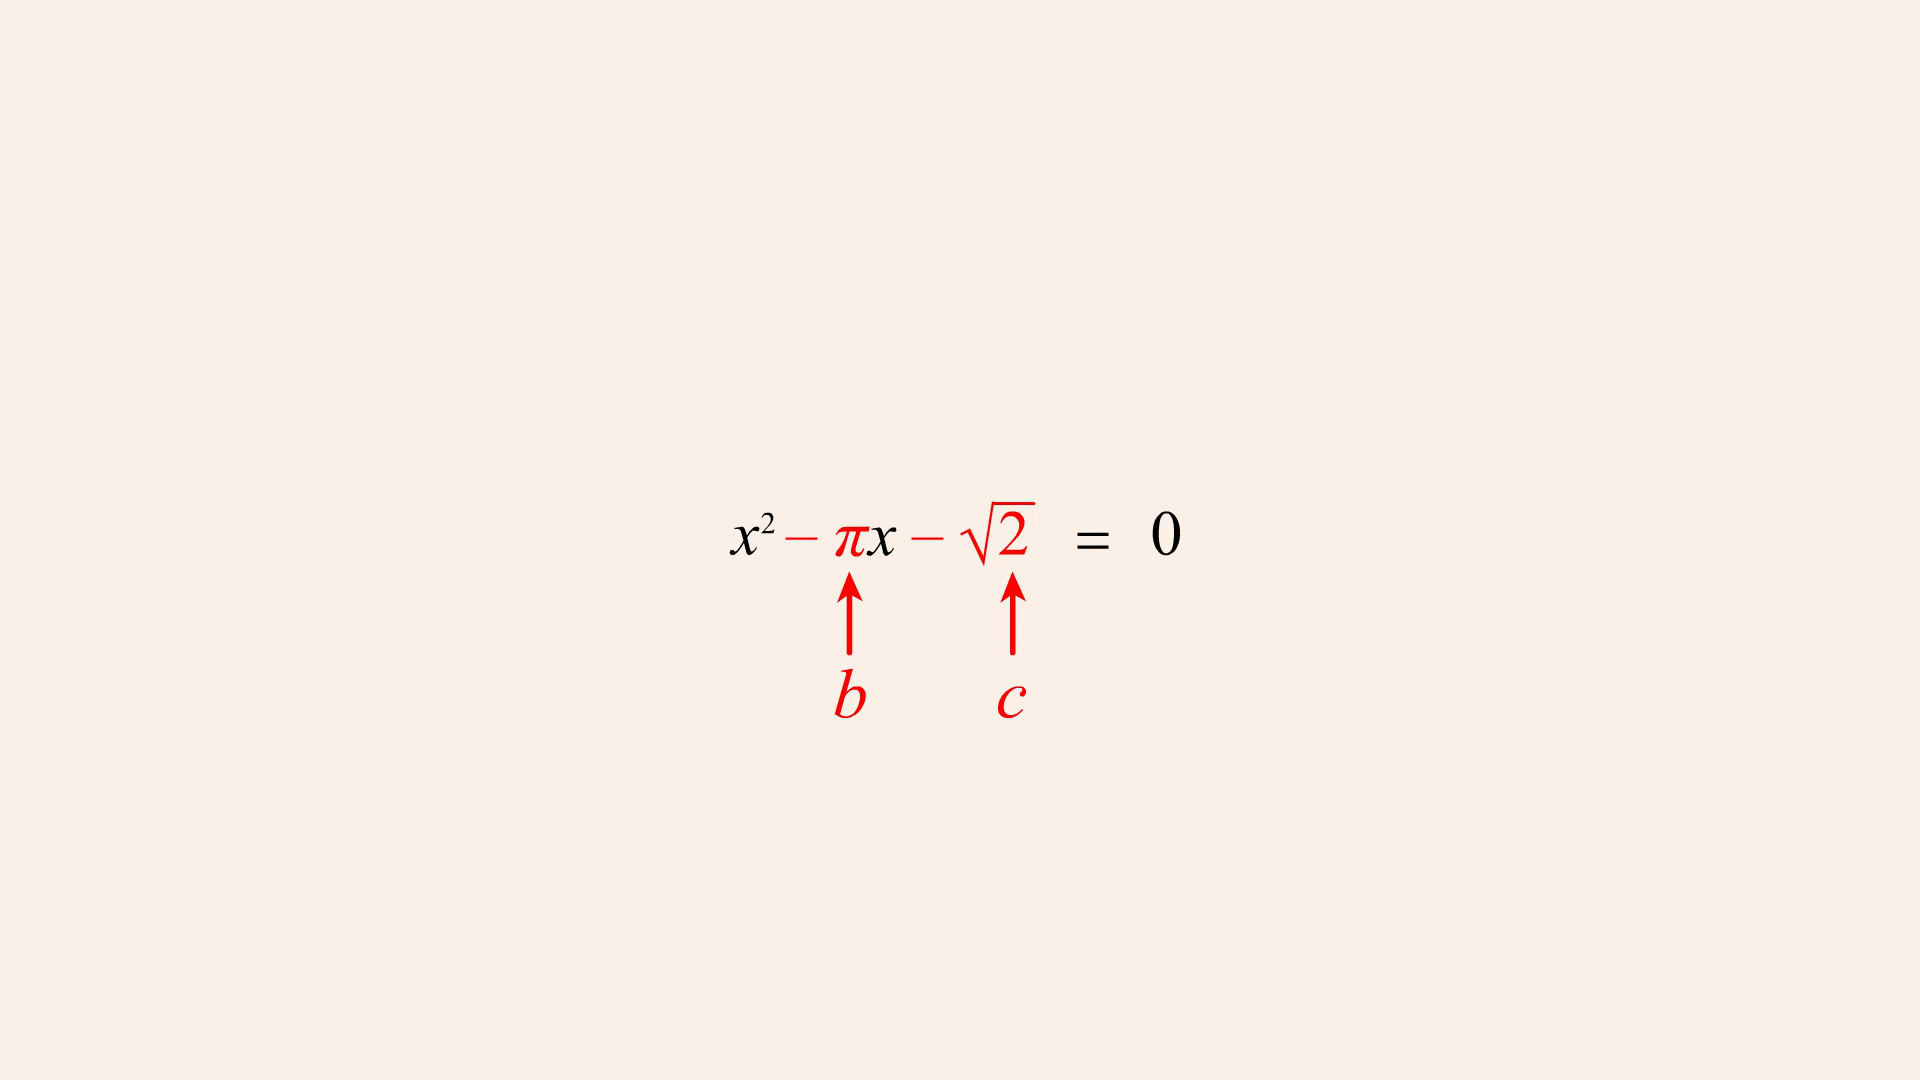 x² – πx – √2 = 0
b c